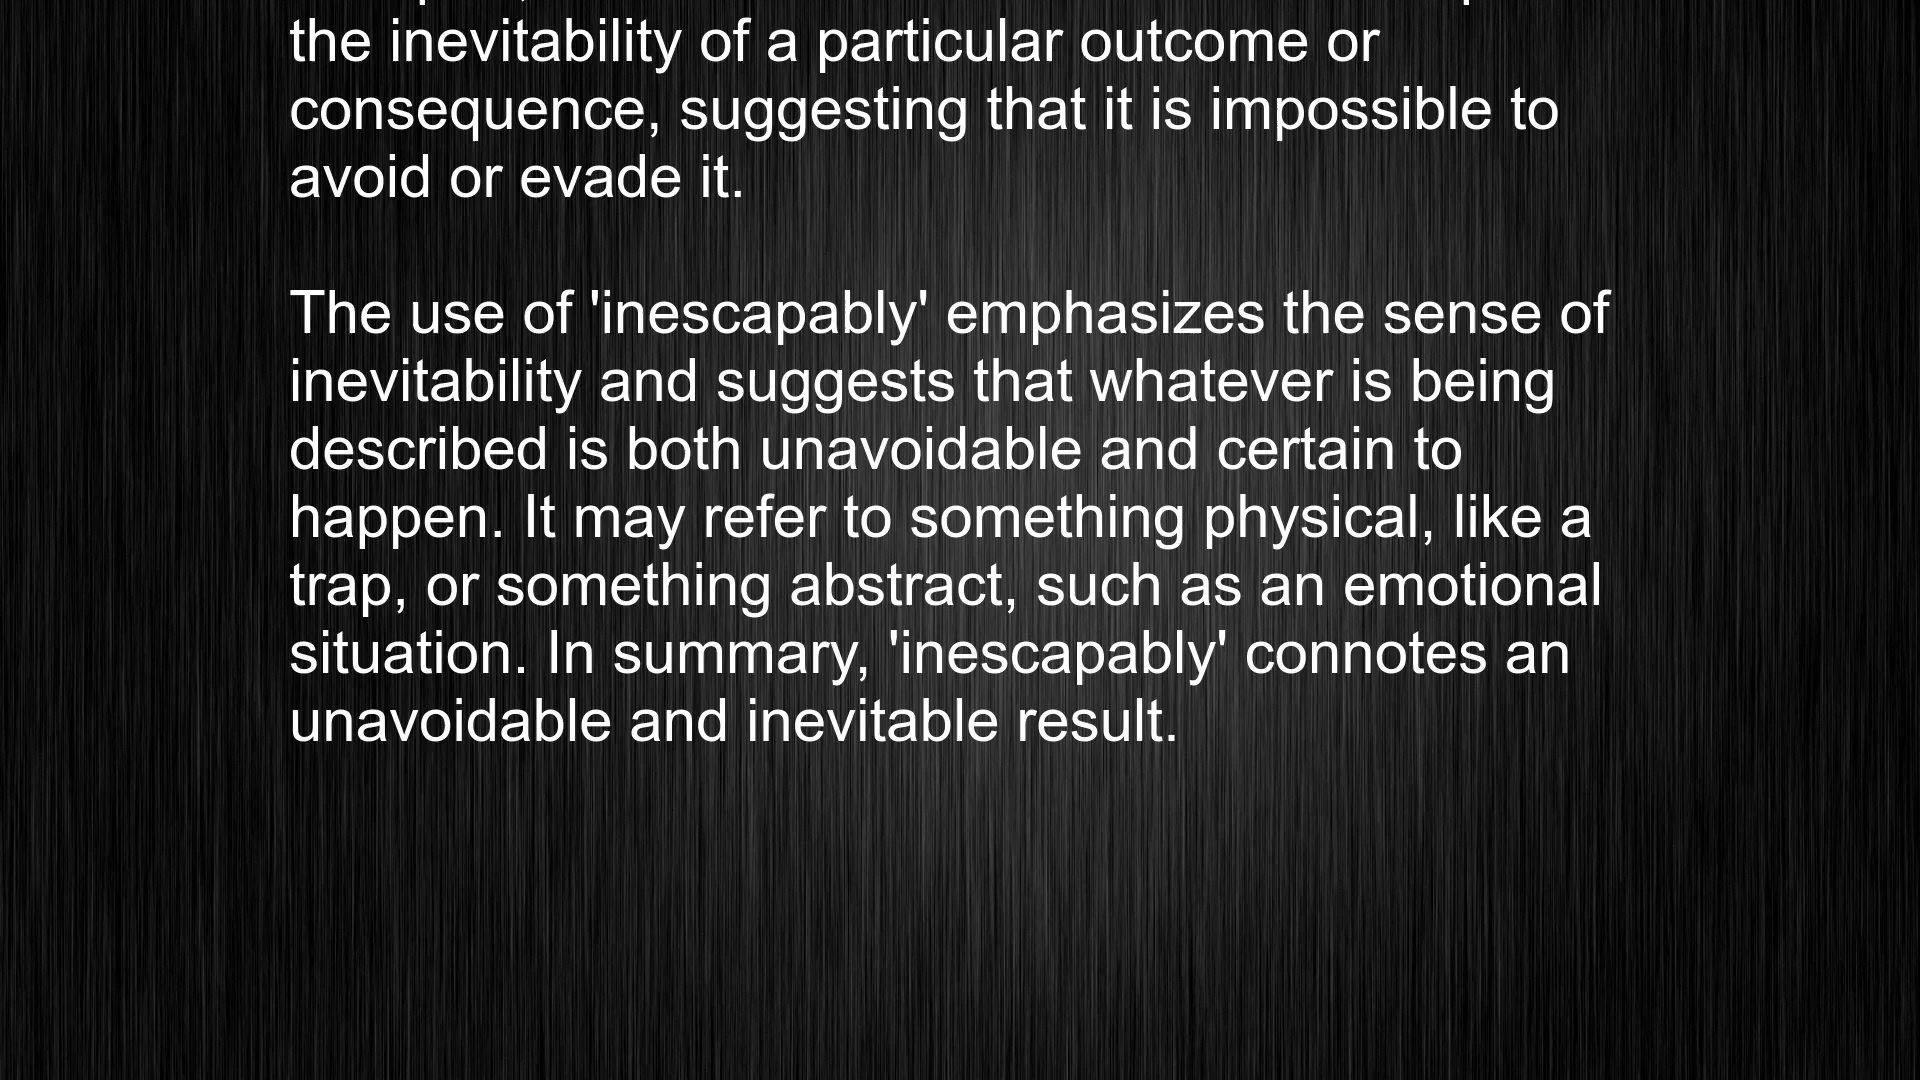 the inevitability of a particular outcome or
consequence, suggesting that it is impossible to
avoid or evade it.
The use of 'inescapably' emphasizes the sense of
inevitability and suggests that whatever is being
described is both unavoidable and certain to
happen. It may refer to something physical, like a
trap, or something abstract, such as an emotional
situation. In summary, 'inescapably' connotes an
unavoidable and inevitable result.